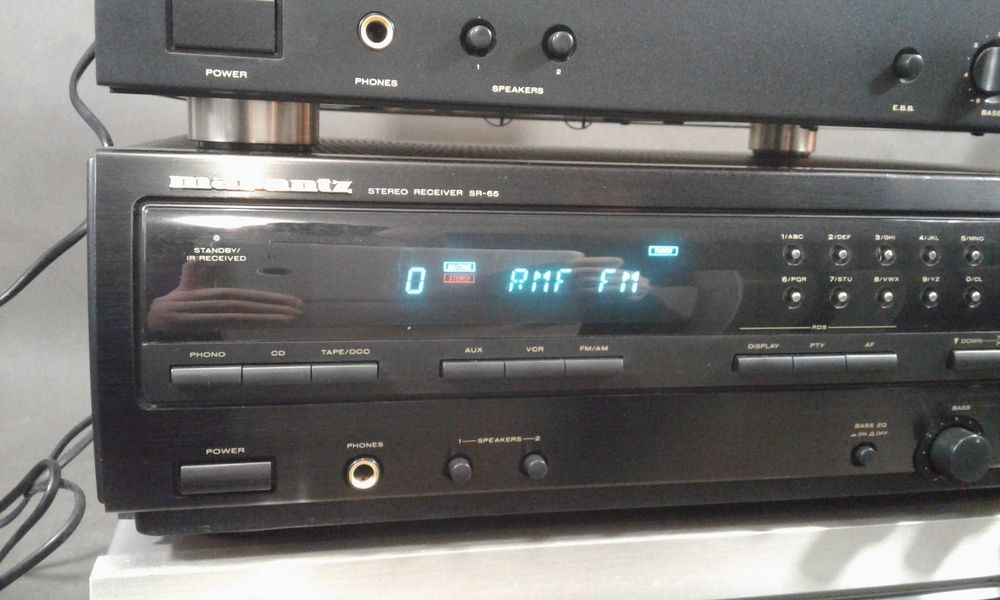 POWER
PHONES
1
2
SPEAKERS
E.B.B.
BASS
marantz STEREO RECEIVER SR-65
STANDBY/
IR RECEIVED
0 RMF FM
STEREO
1/ABC 2/DEF 3/GHI 4/JKL 5/MNO
6/PQR 7/STU 8/VWX 9/YZ 0/CL
RDS
PHONO CD TAPE/DCC AUX VCR FM/AM DISPLAY PTY AF DOWN
POWER PHONES 1 SPEAKERS 2 BASS EQ BASS
ON OFF